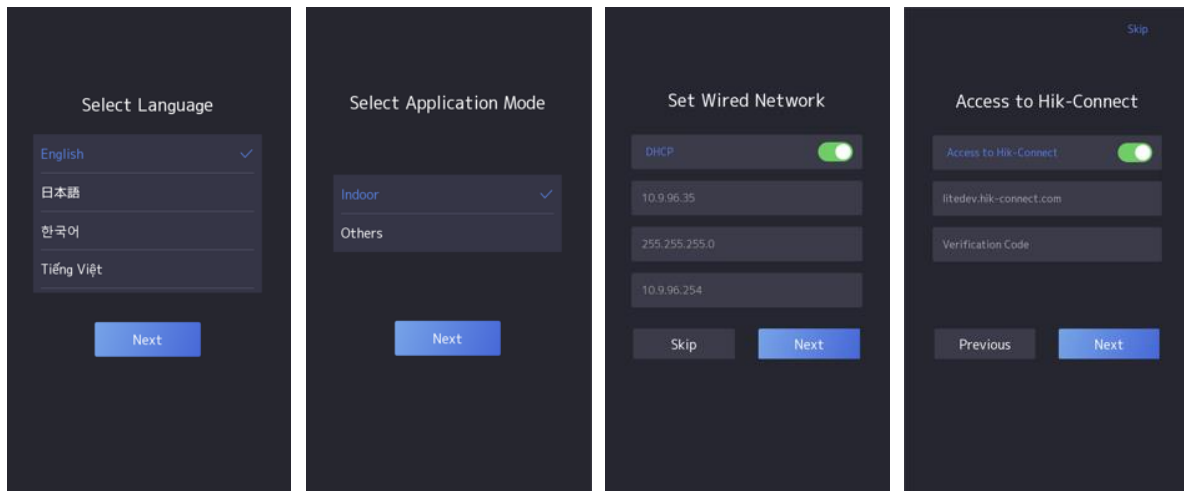 Select Language
English
日本語
한국어
Tiếng Việt
Next
Select Application Mode
Indoor
Others
Next
Set Wired Network
DHCP
10.9.96.35
255.255.255.0
10.9.96.254
Skip
Next
Skip
Access to Hik-Connect
Access to Hik-Connect
litedev.hik-connect.com
Verification Code
Previous
Next